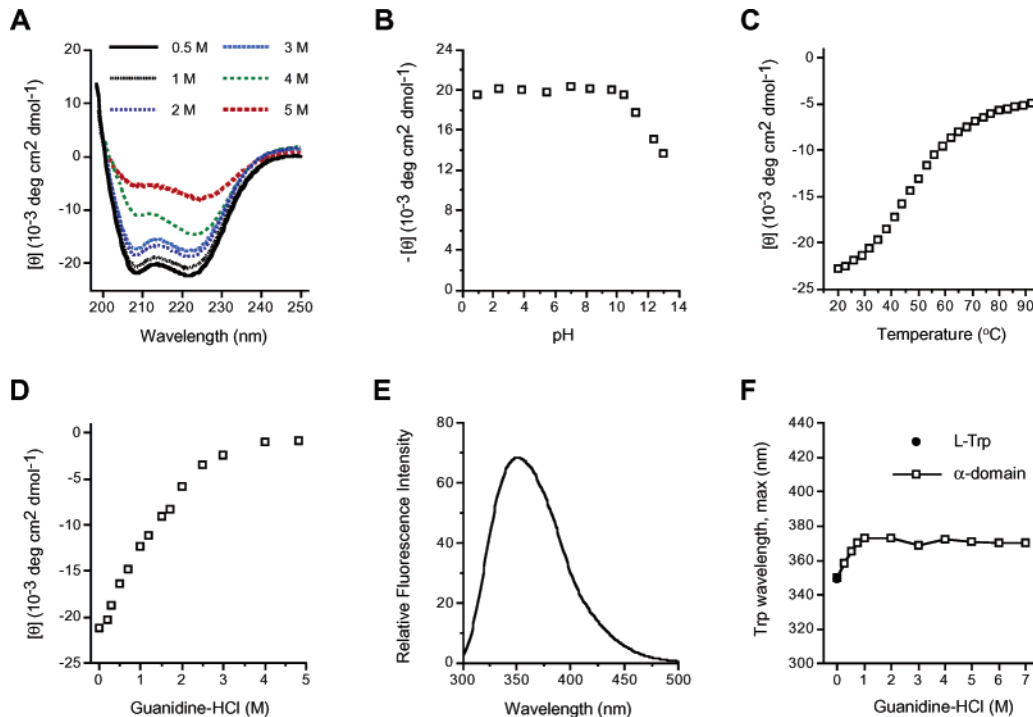 A
0.5 M
1 M
2 M
3 M
4 M
5 M
20
10
0
-10
-20
200 210 220 230 240 250
[θ] (10⁻³ deg cm2 dmol⁻¹)
Wavelength (nm)
B
24
20
16
12
8
4
0
0 2 4 6 8 10 12 14
- [θ] (10⁻³ deg cm2 dmol⁻¹)
pH
C
0
-5
-10
-15
-20
-25
20 30 40 50 60 70 80 90
[θ] (10⁻³ deg cm2 dmol⁻¹)
Temperature (ºC)
D
0
-5
-10
-15
-20
-25
0 1 2 3 4 5
[θ] (10⁻³ deg cm2 dmol⁻¹)
Guanidine-HCl (M)
E
80
60
40
20
0
300 350 400 450 500
Relative Fluorescence Intensity
Wavelength (nm)
F
L-Trp
α-domain
440
420
400
380
360
340
320
300
0 1 2 3 4 5 6 7
Trp wavelength, max (nm)
Guanidine-HCl (M)